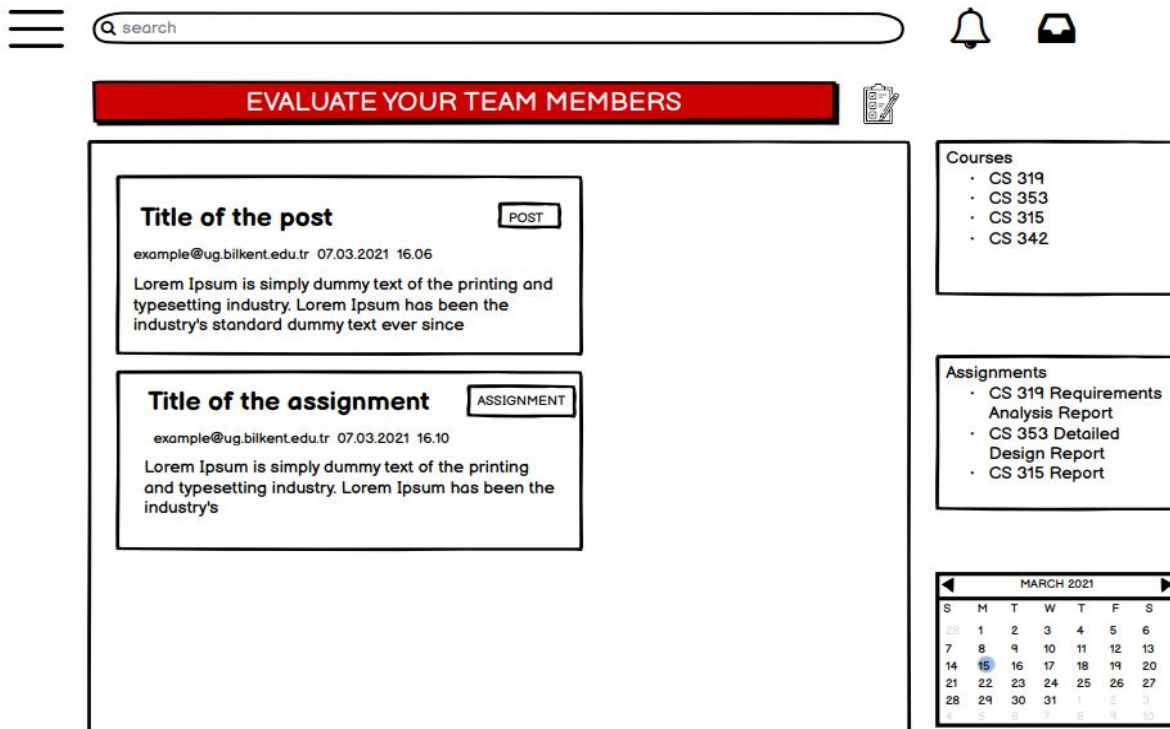 search
EVALUATE YOUR TEAM MEMBERS
Title of the post
POST
example@ug.bilkent.edu.tr 07.03.2021 16.06
Lorem Ipsum is simply dummy text of the printing and
typesetting industry. Lorem Ipsum has been the
industry's standard dummy text ever since
Title of the assignment
ASSIGNMENT
example@ug.bilkent.edu.tr 07.03.2021 16.10
Lorem Ipsum is simply dummy text of the printing
and typesetting industry. Lorem Ipsum has been the
industry's
Courses
· CS 319
· CS 353
· CS 315
· CS 342
Assignments
· CS 319 Requirements
Analysis Report
· CS 353 Detailed
Design Report
· CS 315 Report
MARCH 2021
S M T W T F S
28 1 2 3 4 5 6
7 8 9 10 11 12 13
14 15 16 17 18 19 20
21 22 23 24 25 26 27
28 29 30 31 1 2 3
4 5 6 7 8 9 10